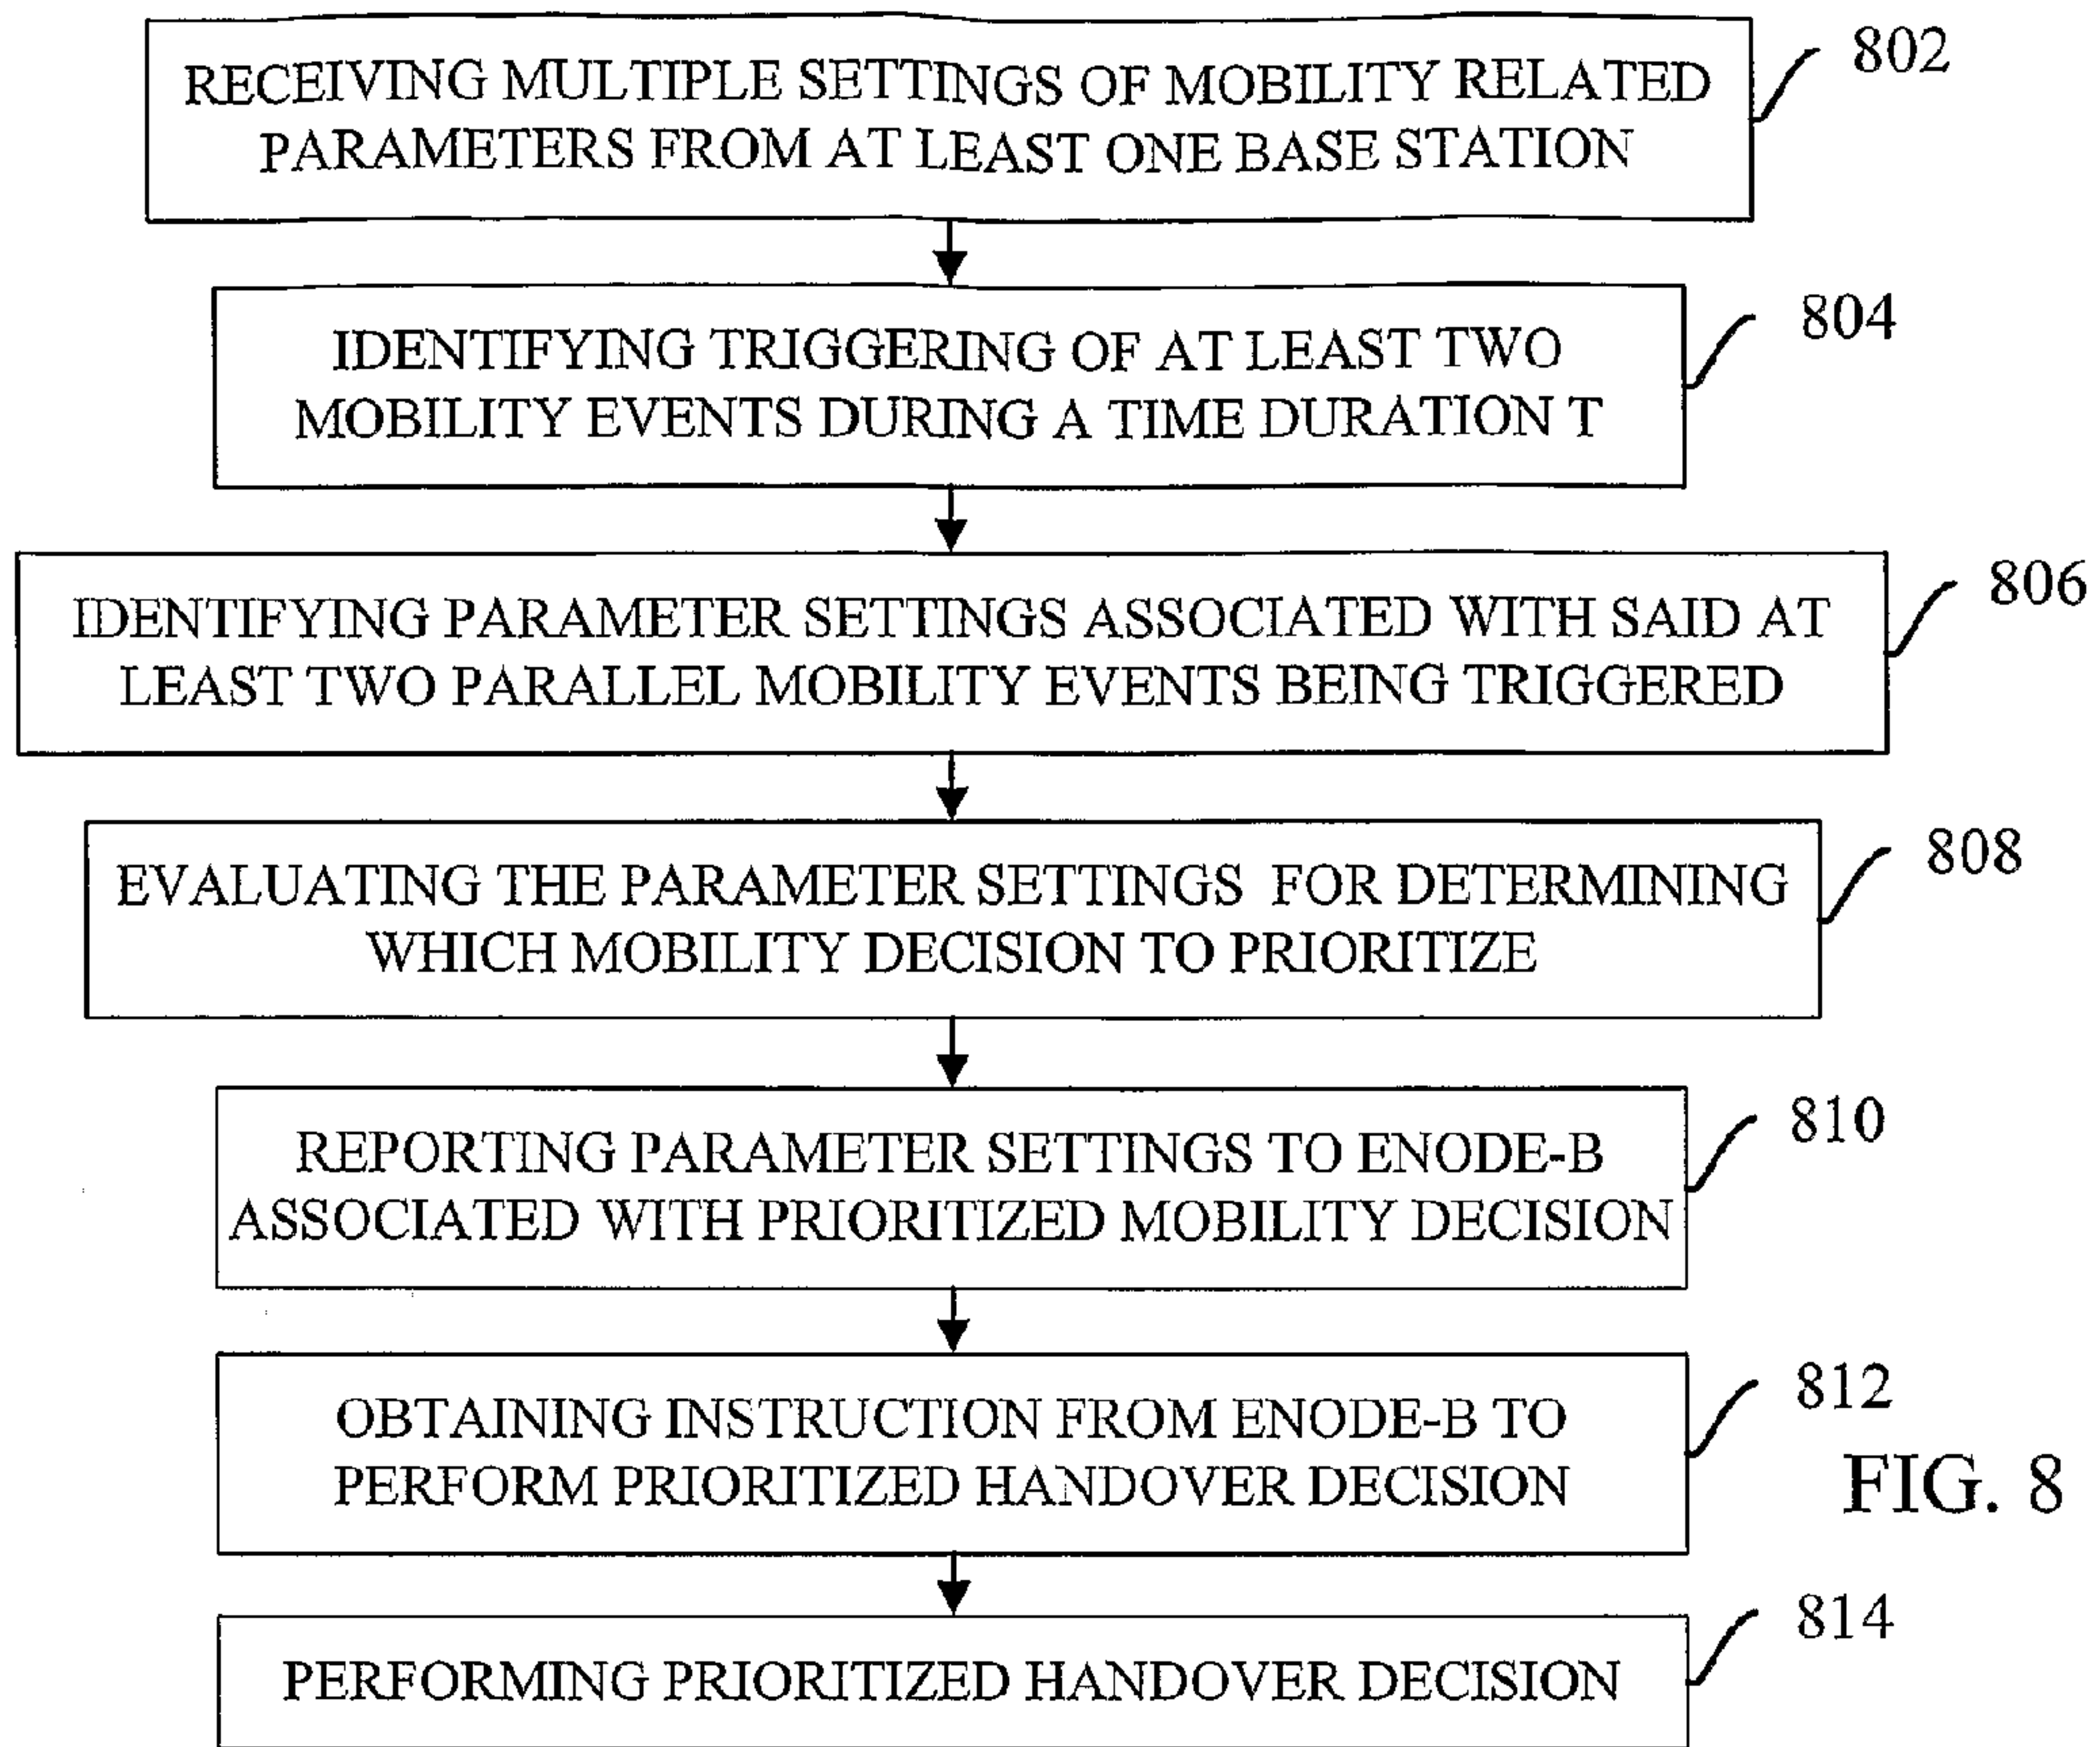 RECEIVING MULTIPLE SETTINGS OF MOBILITY RELATED
PARAMETERS FROM AT LEAST ONE BASE STATION
802
IDENTIFYING TRIGGERING OF AT LEAST TWO
MOBILITY EVENTS DURING A TIME DURATION T
804
IDENTIFYING PARAMETER SETTINGS ASSOCIATED WITH SAID AT
LEAST TWO PARALLEL MOBILITY EVENTS BEING TRIGGERED
806
EVALUATING THE PARAMETER SETTINGS FOR DETERMINING
WHICH MOBILITY DECISION TO PRIORITIZE
808
REPORTING PARAMETER SETTINGS TO ENODE-B
ASSOCIATED WITH PRIORITIZED MOBILITY DECISION
810
OBTAINING INSTRUCTION FROM ENODE-B TO
PERFORM PRIORITIZED HANDOVER DECISION
812
FIG. 8
PERFORMING PRIORITIZED HANDOVER DECISION
814